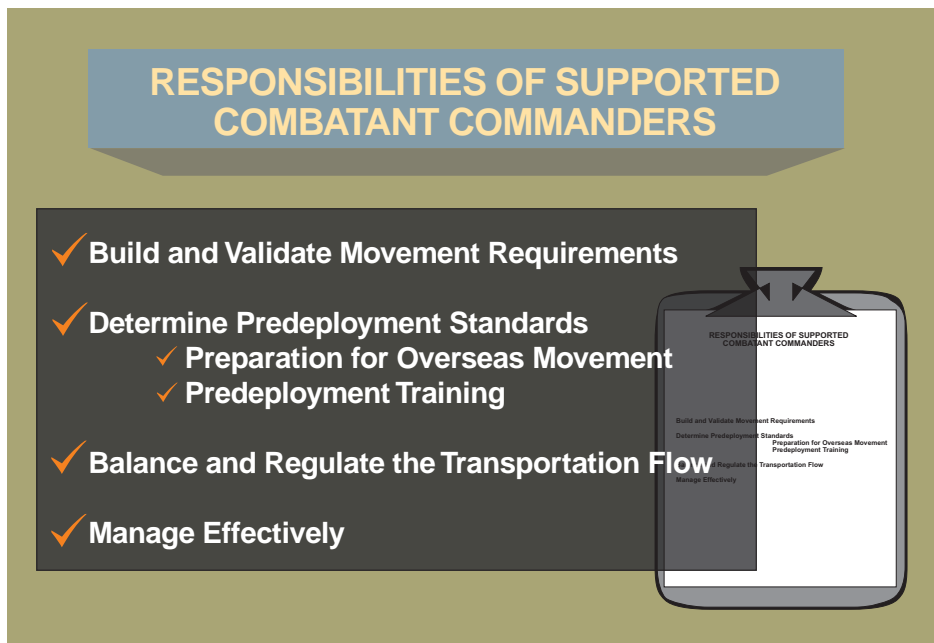 RESPONSIBILITIES OF SUPPORTED
COMBATANT COMMANDERS
Build and Validate Movement Requirements
Determine Predeployment Standards
Preparation for Overseas Movement
Predeployment Training
Balance and Regulate the Transportation Flow
Manage Effectively
RESPONSIBILITIES OF SUPPORTED
COMBATANT COMMANDERS
Build and Validate Movement Requirements
Determine Predeployment Standards
Preparation for Overseas Movement
Predeployment Training
Regulate the Transportation Flow
Manage Effectively